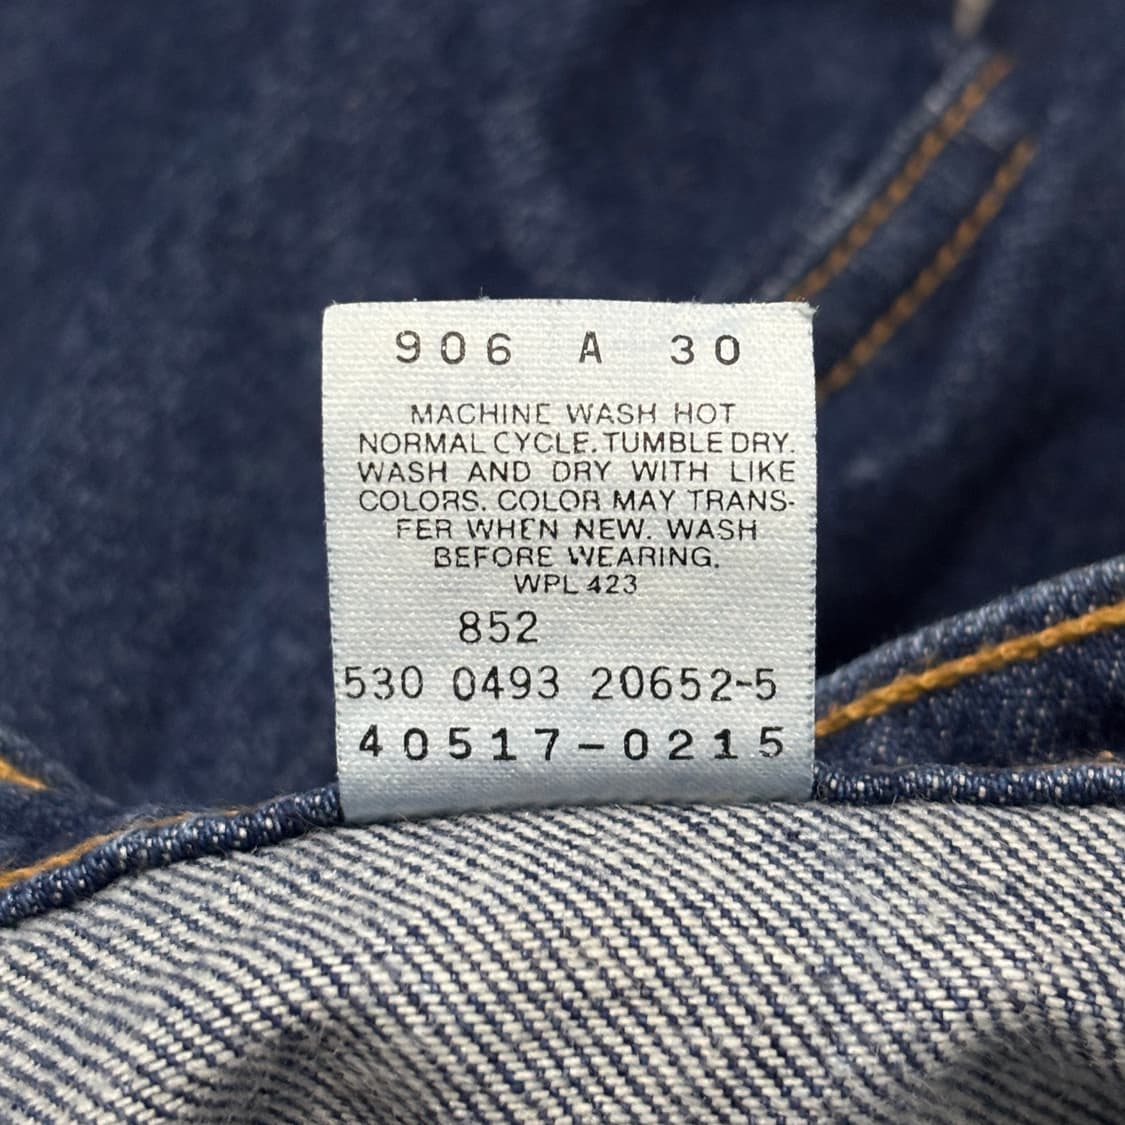 906 A 30
MACHINE WASH HOT
NORMAL CYCLE. TUMBLE DRY.
WASH AND DRY WITH LIKE
COLORS. COLOR MAY TRANS-
FER WHEN NEW. WASH
BEFORE WEARING.
WPL 423
852
530 0493 20652-5
40517-0215